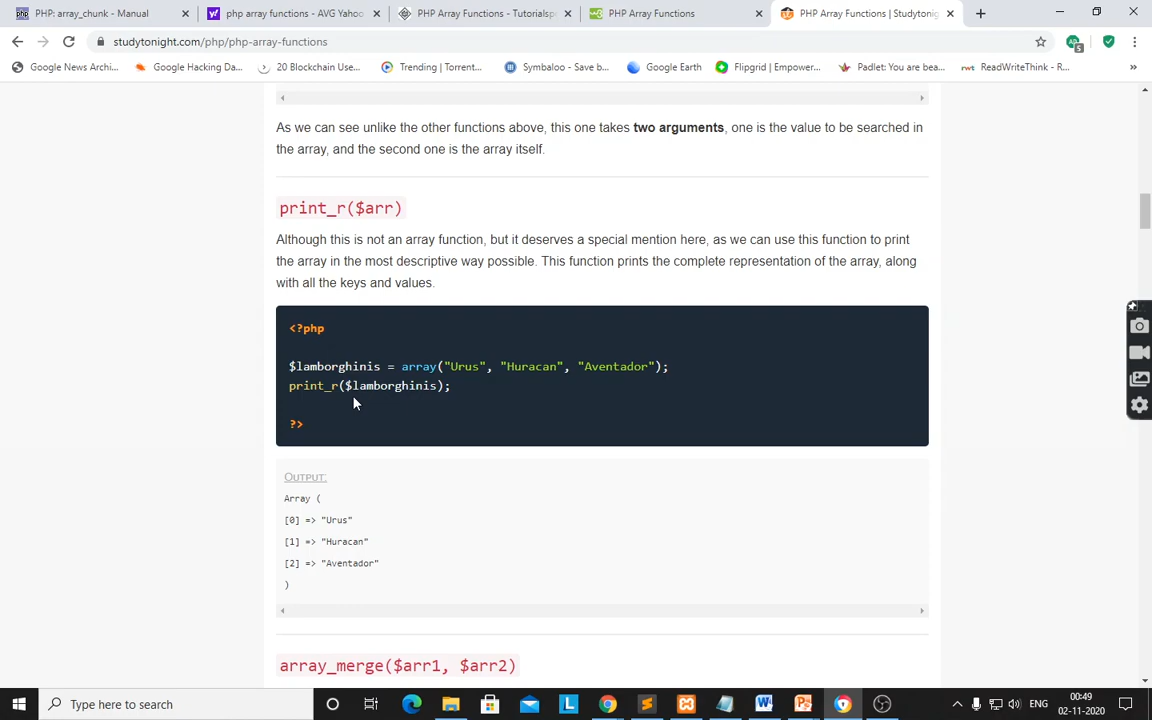 PHP: array_chunk - Manual
php array functions - AVG Yahoo
PHP Array Functions - Tutorialspo
PHP Array Functions
PHP Array Functions | Studytonig
studytonight.com/php/php-array-functions
Google News Archi...
Google Hacking Da...
20 Blockchain Use...
Trending | Torrent...
Symbaloo - Save b...
Google Earth
Flipgrid | Empower...
Padlet: You are bea...
ReadWriteThink - R...
»
As we can see unlike the other functions above, this one takes two arguments, one is the value to be searched in
the array, and the second one is the array itself.
print_r($arr)
Although this is not an array function, but it deserves a special mention here, as we can use this function to print
the array in the most descriptive way possible. This function prints the complete representation of the array, along
with all the keys and values.
<?php
$lamborghinis = array("Urus", "Huracan", "Aventador");
print_r($lamborghinis);
?>
OUTPUT:
Array (
[0] => "Urus"
[1] => "Huracan"
[2] => "Aventador"
)
array_merge($arr1, $arr2)
Type here to search
ENG
00:49
02-11-2020